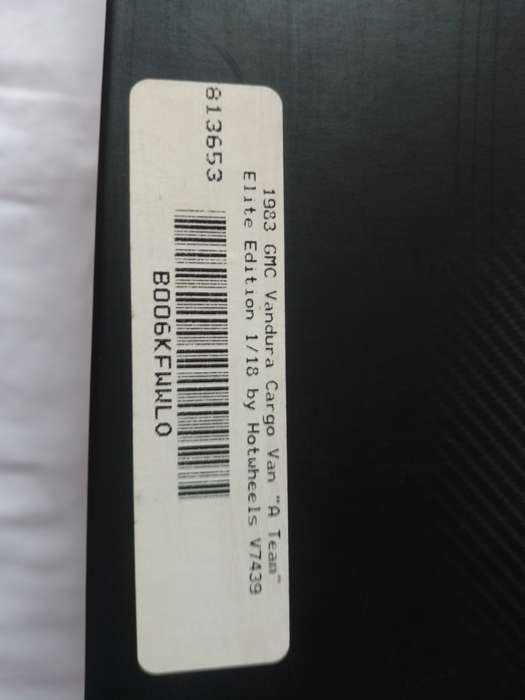 1983 GMC Vandura Cargo Van "A Team"
Elite Edition 1/18 by Hotwheels V7439
813653
B006KFWWLO